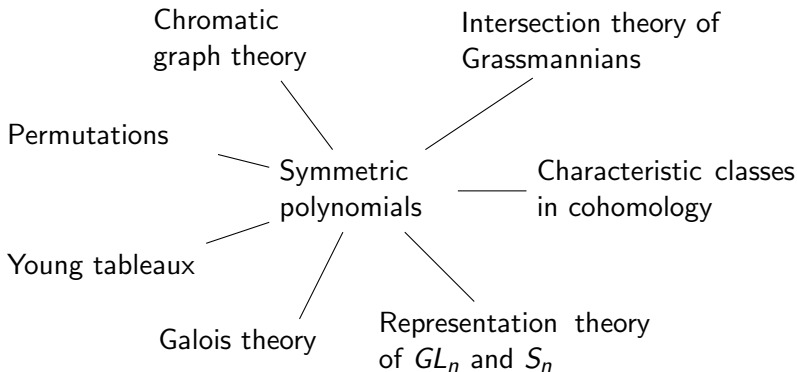 Chromatic
graph theory
Intersection theory of
Grassmannians
Permutations
Symmetric
polynomials
Characteristic classes
in cohomology
Young tableaux
Galois theory
Representation theory
of GLₙ and Sₙ